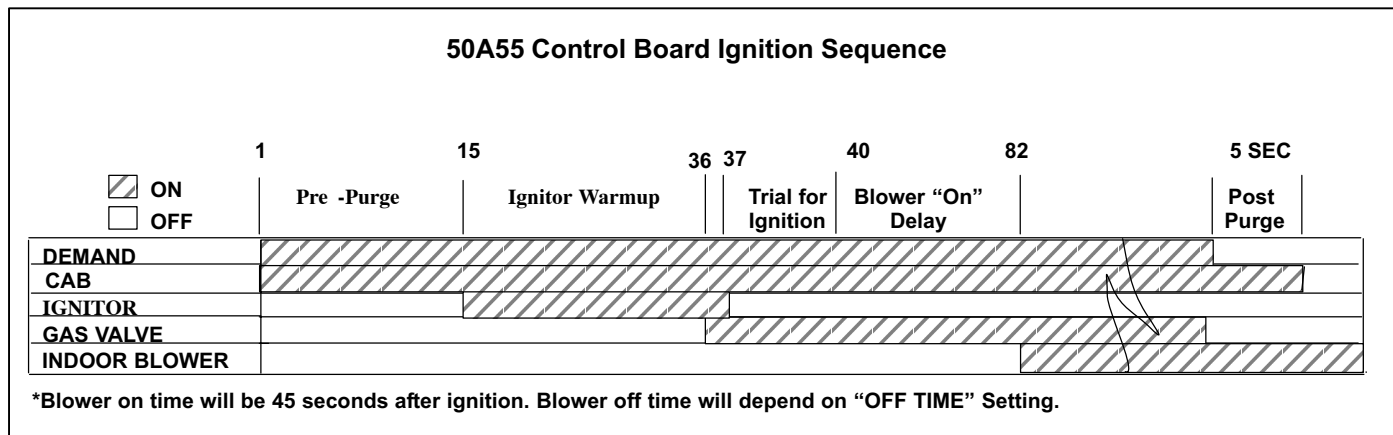 50A55 Control Board Ignition Sequence
1 15 36 37 40 82 5 SEC
ON
OFF
Pre -Purge Ignitor Warmup Trial for Ignition Blower “On” Delay Post Purge
DEMAND
CAB
IGNITOR
GAS VALVE
INDOOR BLOWER
*Blower on time will be 45 seconds after ignition. Blower off time will depend on “OFF TIME” Setting.